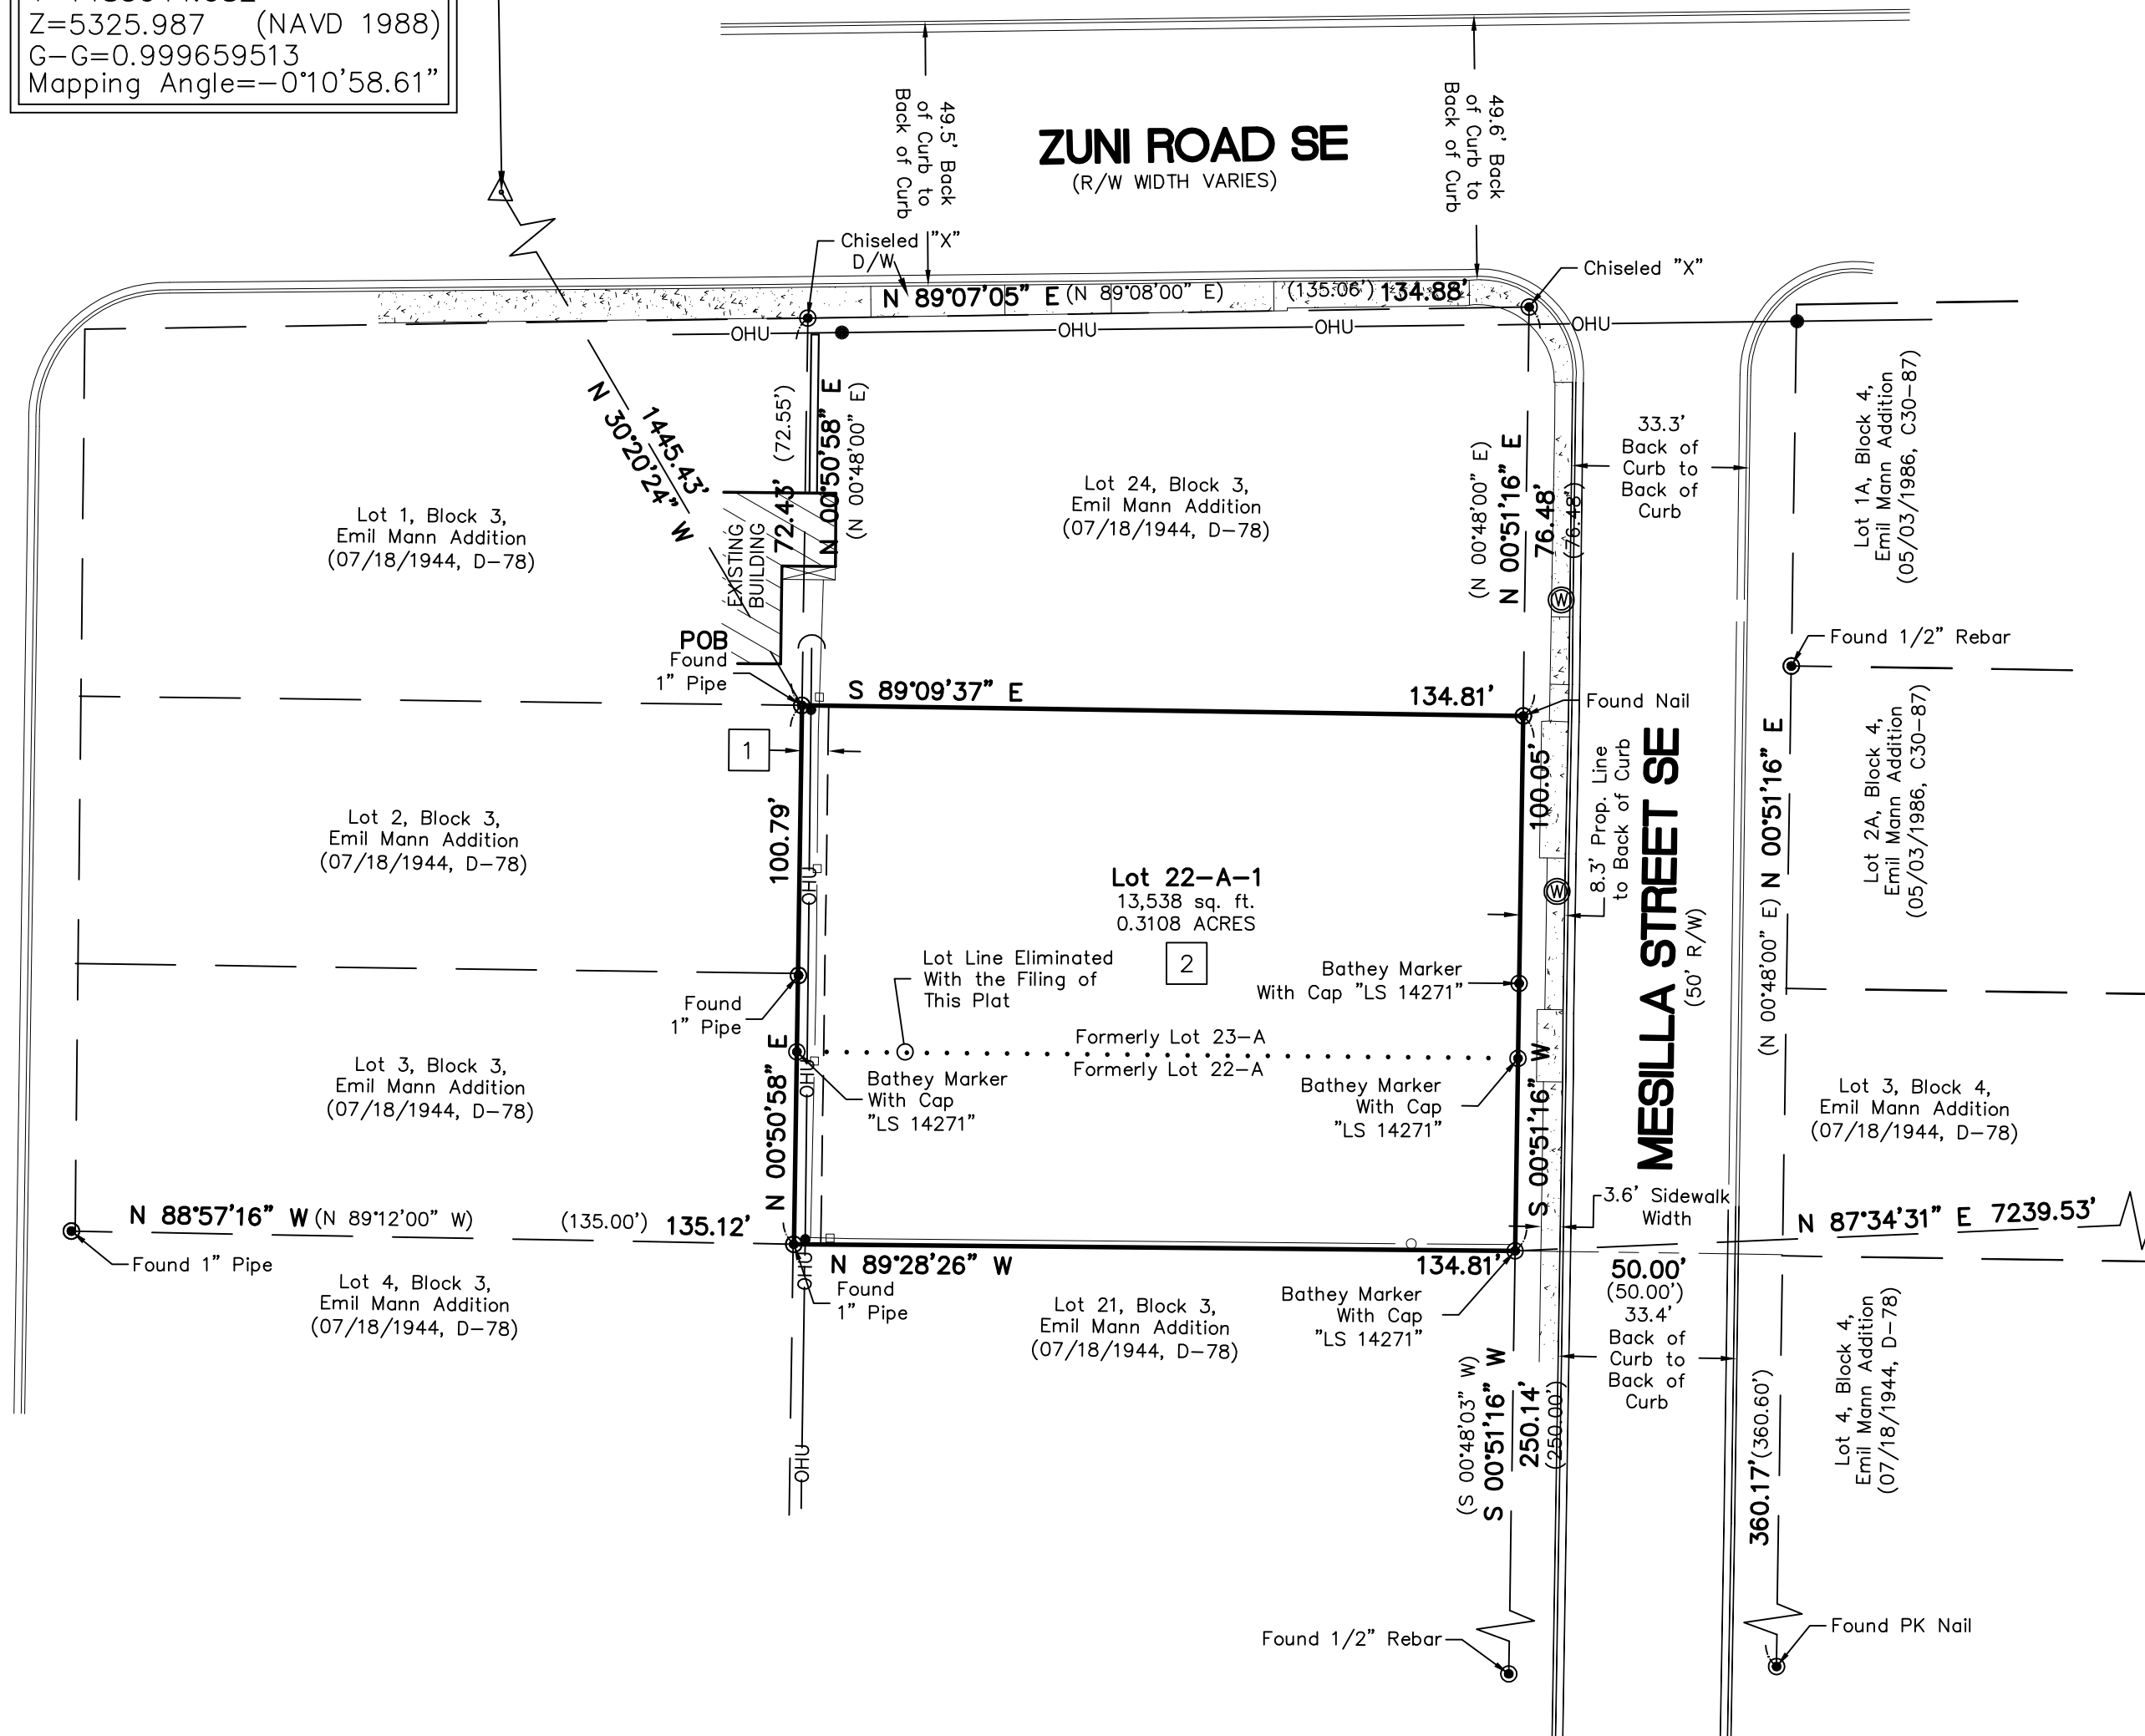 Z=5325.987 (NAVD 1988)
G-G=0.999659513
Mapping Angle=-0°10'58.61"
49.5' Back
of Curb to
Back of Curb
ZUNI ROAD SE
(R/W WIDTH VARIES)
49.6' Back
of Curb to
Back of Curb
Chiseled "X"
D/W
Chiseled "X"
N 89°07'05" E (N 89°08'00" E) (135.06') 134.88'
OHU
OHU
OHU
OHU
1445.43'
N 30°20'24" W
72.43' (72.55')
N 00°50'58" E
(N 00°48'00" E)
EXISTING
BUILDING
Lot 1, Block 3,
Emil Mann Addition
(07/18/1944, D-78)
Lot 24, Block 3,
Emil Mann Addition
(07/18/1944, D-78)
(N 00°48'00" E)
N 00°51'16" E
76.48'
(76.48')
W
33.3'
Back of
Curb to
Back of
Curb
Lot 1A, Block 4,
Emil Mann Addition
(05/03/1986, C30-87)
Found 1/2" Rebar
POB
Found
1" Pipe
S 89°09'37" E
134.81'
Found Nail
1
100.79'
100.05'
8.3' Prop. Line
to Back of Curb
MESILLA STREET SE
(50' R/W)
(N 00°48'00" E) N 00°51'16" E
Lot 2A, Block 4,
Emil Mann Addition
(05/03/1986, C30-87)
Lot 2, Block 3,
Emil Mann Addition
(07/18/1944, D-78)
OHU
Lot 22-A-1
13,538 sq. ft.
0.3108 ACRES
2
W
Lot Line Eliminated
With the Filing of
This Plat
Bathey Marker
With Cap "LS 14271"
Found
1" Pipe
Formerly Lot 23-A
Formerly Lot 22-A
Lot 3, Block 3,
Emil Mann Addition
(07/18/1944, D-78)
N 00°50'58" E
OHU
Bathey Marker
With Cap
"LS 14271"
Bathey Marker
With Cap
"LS 14271"
S 00°51'16" W
Lot 3, Block 4,
Emil Mann Addition
(07/18/1944, D-78)
3.6' Sidewalk
Width
N 87°34'31" E 7239.53'
N 88°57'16" W (N 89°12'00" W) (135.00') 135.12'
Found 1" Pipe
N 89°28'26" W
134.81'
50.00'
(50.00')
33.4'
Back of
Curb to
Back of
Curb
Found
1" Pipe
OHU
Lot 4, Block 3,
Emil Mann Addition
(07/18/1944, D-78)
Lot 21, Block 3,
Emil Mann Addition
(07/18/1944, D-78)
Bathey Marker
With Cap
"LS 14271"
(S 00°48'03" W)
S 00°51'16" W
250.14'
(250.00')
360.17' (360.60')
Lot 4, Block 4,
Emil Mann Addition
(07/18/1944, D-78)
OHU
Found 1/2" Rebar
Found PK Nail